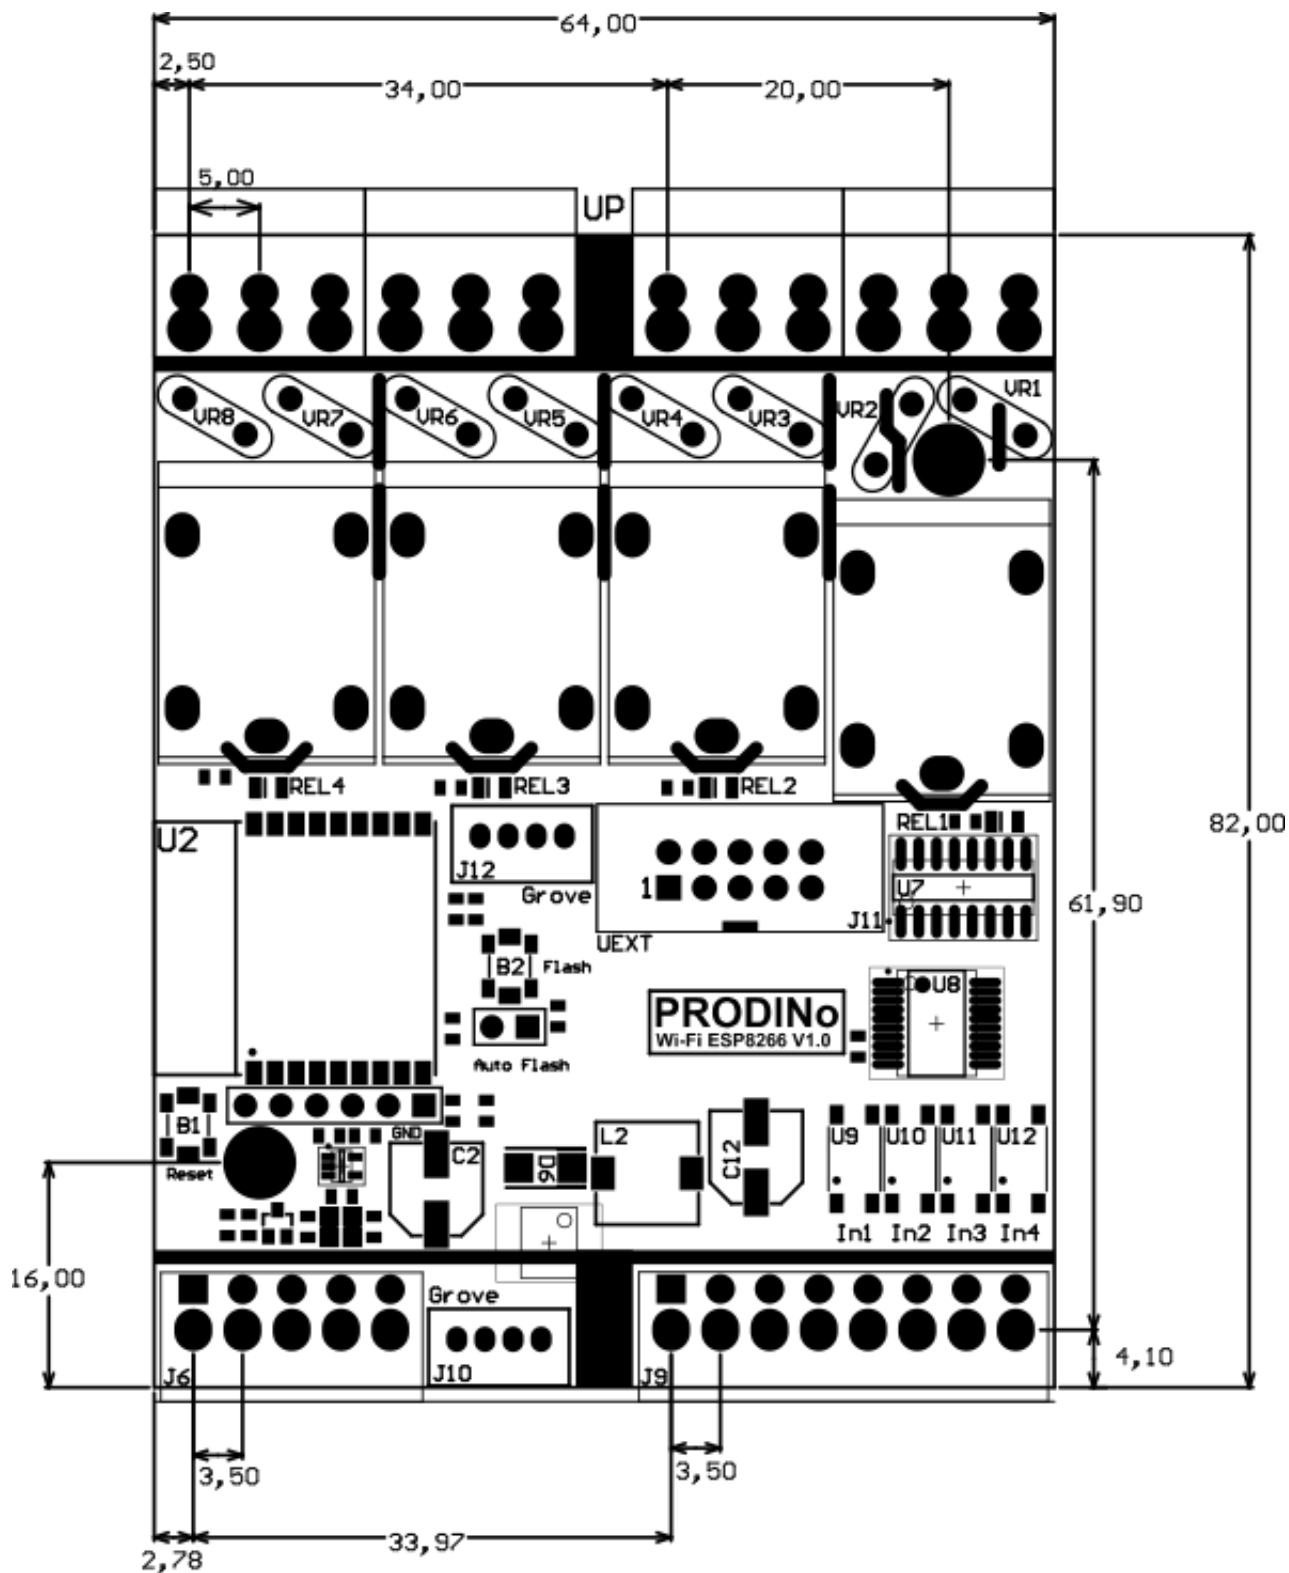 64,00
2,50
34,00
20,00
5,00
UP
VR8
VR7
VR6
VR5
VR4
VR3
VR2
VR1
REL4
REL3
REL2
REL1
U2
J12
Grove
1
UEXT
J11
U7
82,00
61,90
B2
Flash
U8
PRODINo
Wi-Fi ESP8266 V1.0
Auto Flash
B1
Reset
GND
C2
D6
L2
C12
U9
U10
U11
U12
In1
In2
In3
In4
16,00
Grove
J6
J10
J9
4,10
3,50
3,50
33,97
2,78